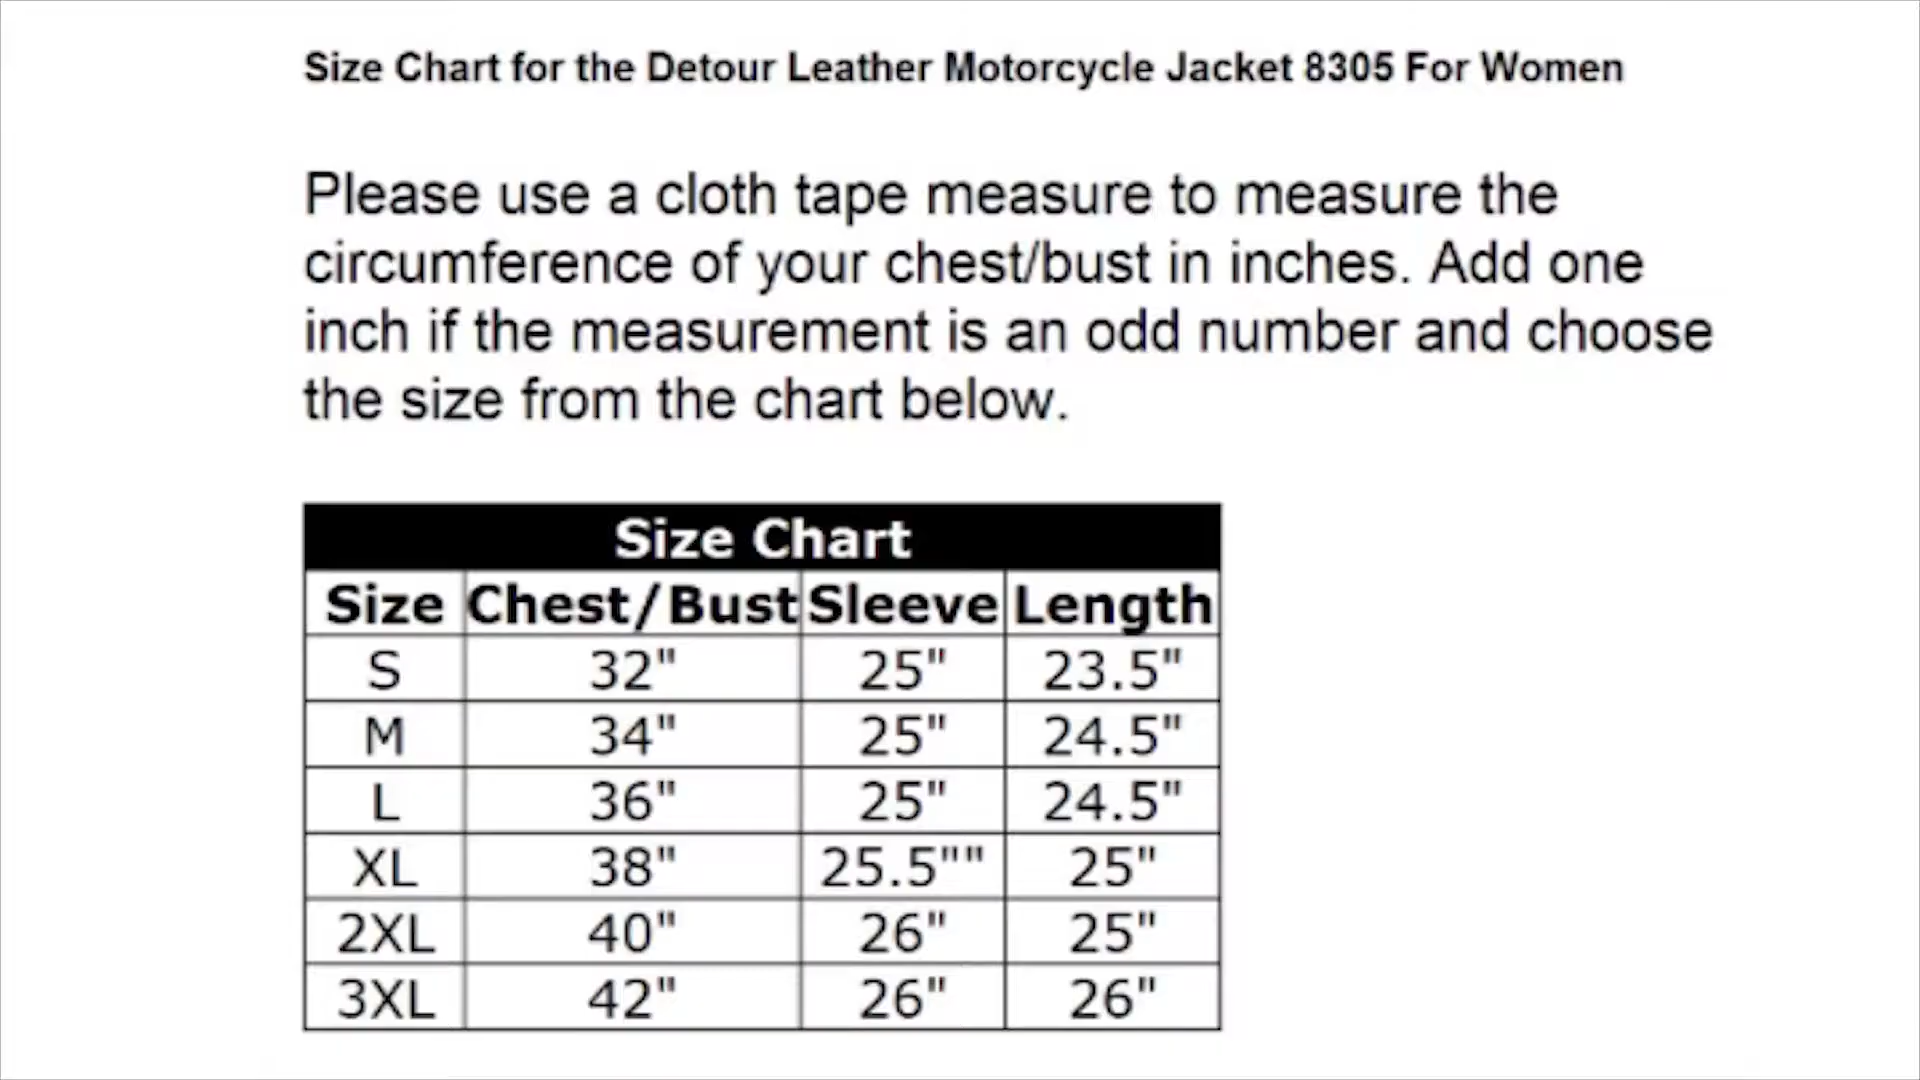 Size Chart for the Detour Leather Motorcycle Jacket 8305 For Women
Please use a cloth tape measure to measure the
circumference of your chest/bust in inches. Add one
inch if the measurement is an odd number and choose
the size from the chart below.
Size Chart
Size Chest/Bust Sleeve Length
S 32" 25" 23.5"
M 34" 25" 24.5"
L 36" 25" 24.5"
XL 38" 25.5"" 25"
2XL 40" 26" 25"
3XL 42" 26" 26"